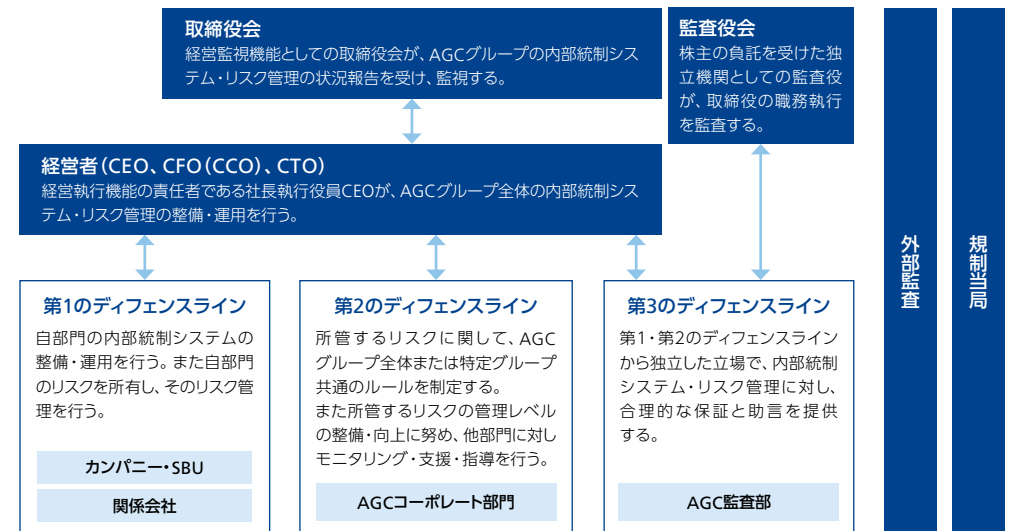 取締役会
経営監視機能としての取締役会が、AGCグループの内部統制シス
テム・リスク管理の状況報告を受け、監視する。
監査役会
株主の負託を受けた独
立機関としての監査役
が、取締役の職務執行
を監査する。
経営者(CEO、CFO(CCO)、CTO)
経営執行機能の責任者である社長執行役員CEOが、AGCグループ全体の内部統制シス
テム・リスク管理の整備・運用を行う。
第1のディフェンスライン
自部門の内部統制システムの
整備・運用を行う。また自部門
のリスクを所有し、そのリスク管
理を行う。
カンパニー・SBU
関係会社
第2のディフェンスライン
所管するリスクに関して、AGC
グループ全体または特定グループ
共通のルールを制定する。
また所管するリスクの管理レベル
の整備・向上に努め、他部門に対し
モニタリング・支援・指導を行う。
AGCコーポレート部門
第3のディフェンスライン
第1・第2のディフェンスライン
から独立した立場で、内部統制
システム・リスク管理に対し、
合理的な保証と助言を提供
する。
AGC監査部
外部監査
規制当局